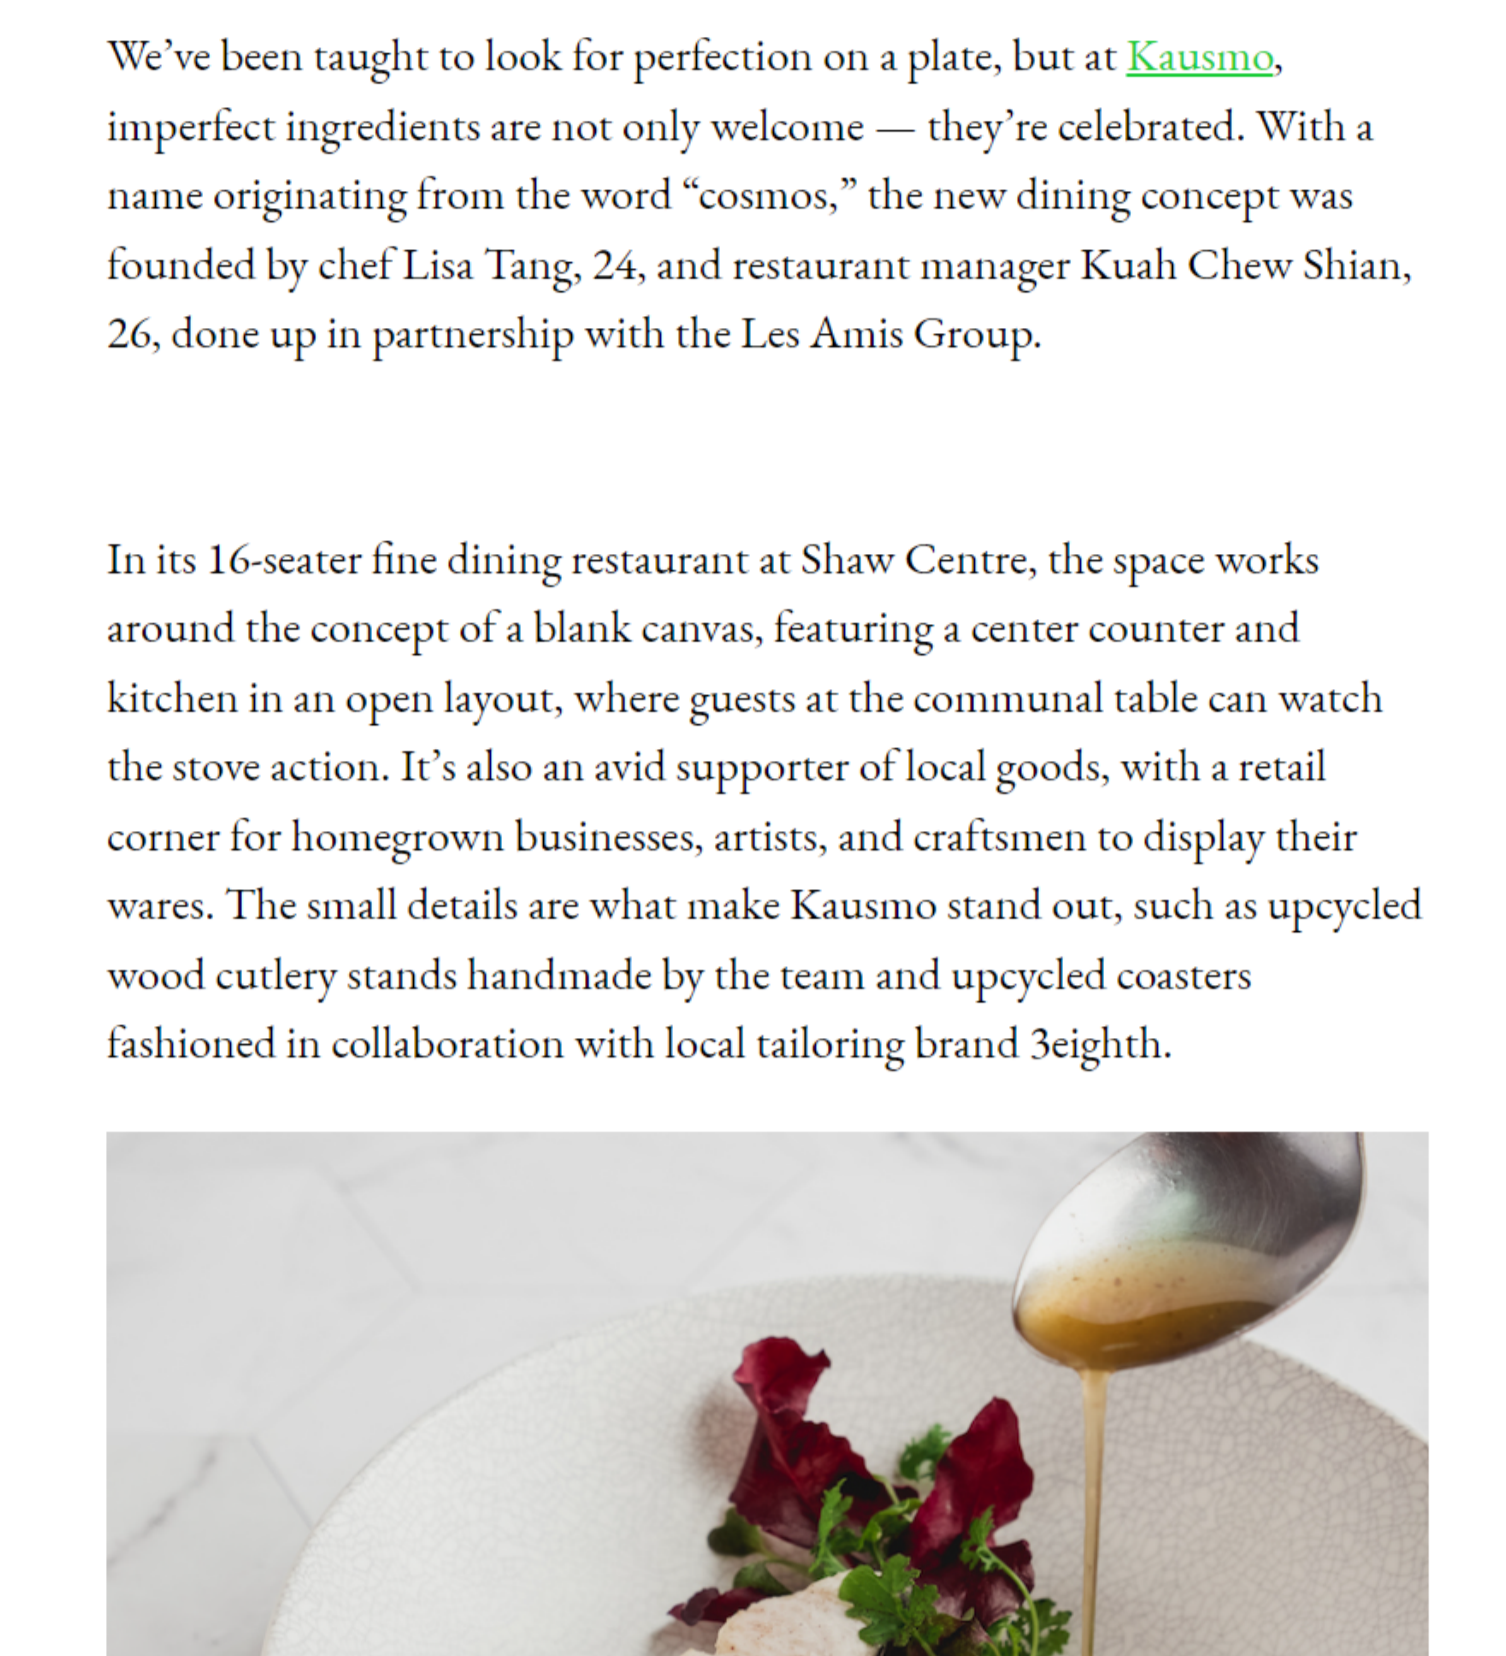 We’ve been taught to look for perfection on a plate, but at Kausmo,
imperfect ingredients are not only welcome — they’re celebrated. With a
name originating from the word “cosmos,” the new dining concept was
founded by chef Lisa Tang, 24, and restaurant manager Kuah Chew Shian,
26, done up in partnership with the Les Amis Group.
In its 16-seater fine dining restaurant at Shaw Centre, the space works
around the concept of a blank canvas, featuring a center counter and
kitchen in an open layout, where guests at the communal table can watch
the stove action. It’s also an avid supporter of local goods, with a retail
corner for homegrown businesses, artists, and craftsmen to display their
wares. The small details are what make Kausmo stand out, such as upcycled
wood cutlery stands handmade by the team and upcycled coasters
fashioned in collaboration with local tailoring brand 3eighth.